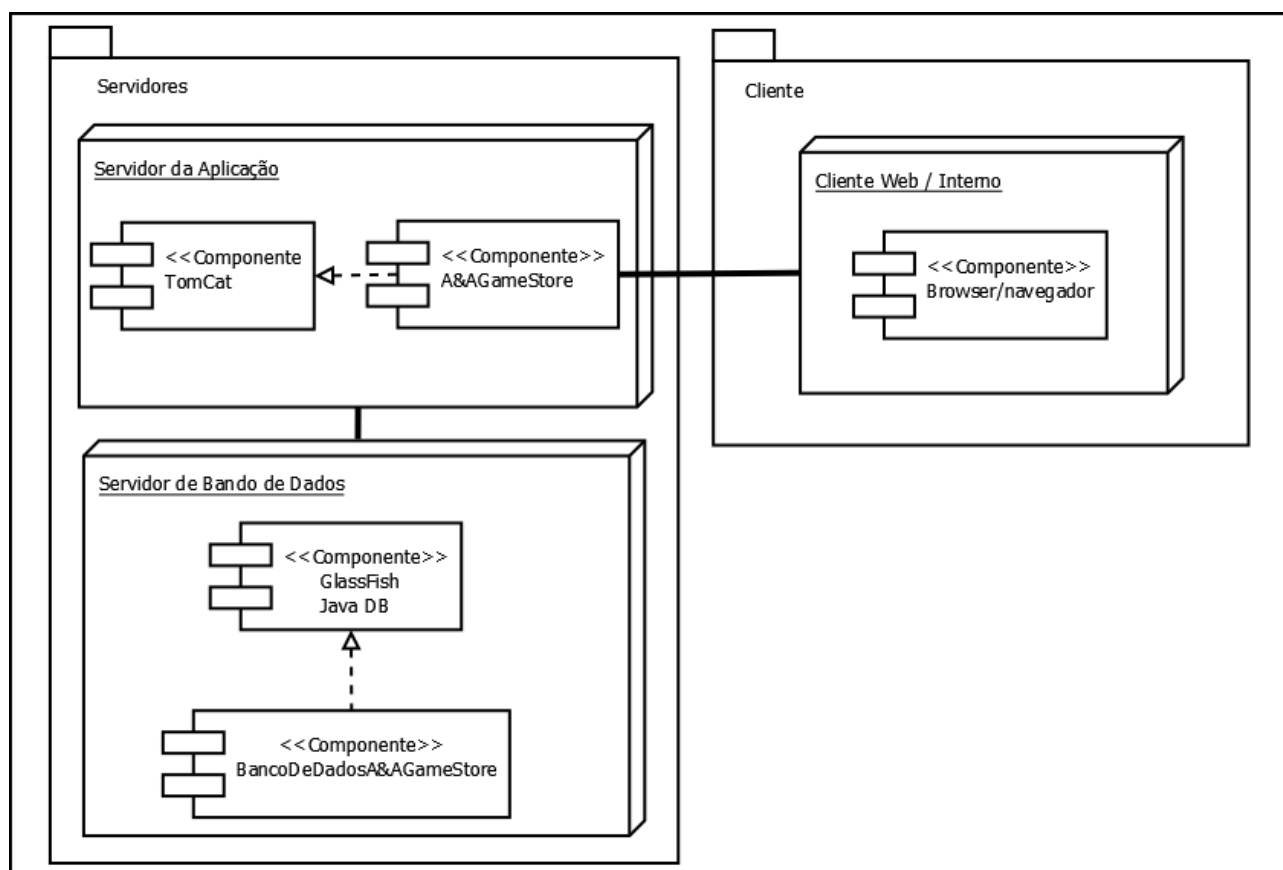 Servidores
Servidor da Aplicação
<<Componente
TomCat
<<Componente>>
A&AGameStore
Servidor de Bando de Dados
<<Componente>>
GlassFish
Java DB
<<Componente>>
BancoDeDadosA&AGameStore
Cliente
Cliente Web / Interno
<<Componente>>
Browser/navegador